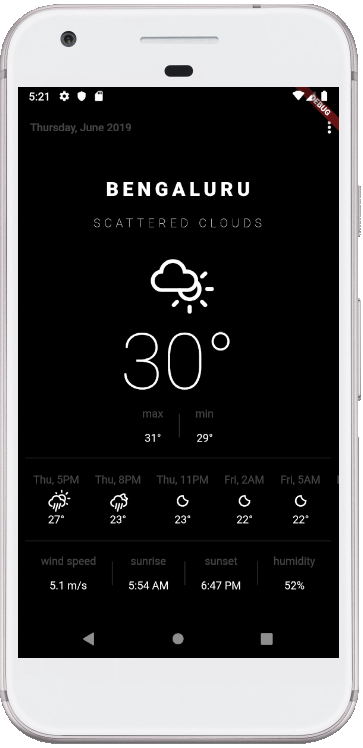 5:21
DEBUG
Thursday, June 2019
BENGALURU
SCATTERED CLOUDS
30°
max min
31° 29°
Thu, 5PM Thu, 8PM Thu, 11PM Fri, 2AM Fri, 5AM
27° 23° 23° 22° 22°
wind speed sunrise sunset humidity
5.1 m/s 5:54 AM 6:47 PM 52%